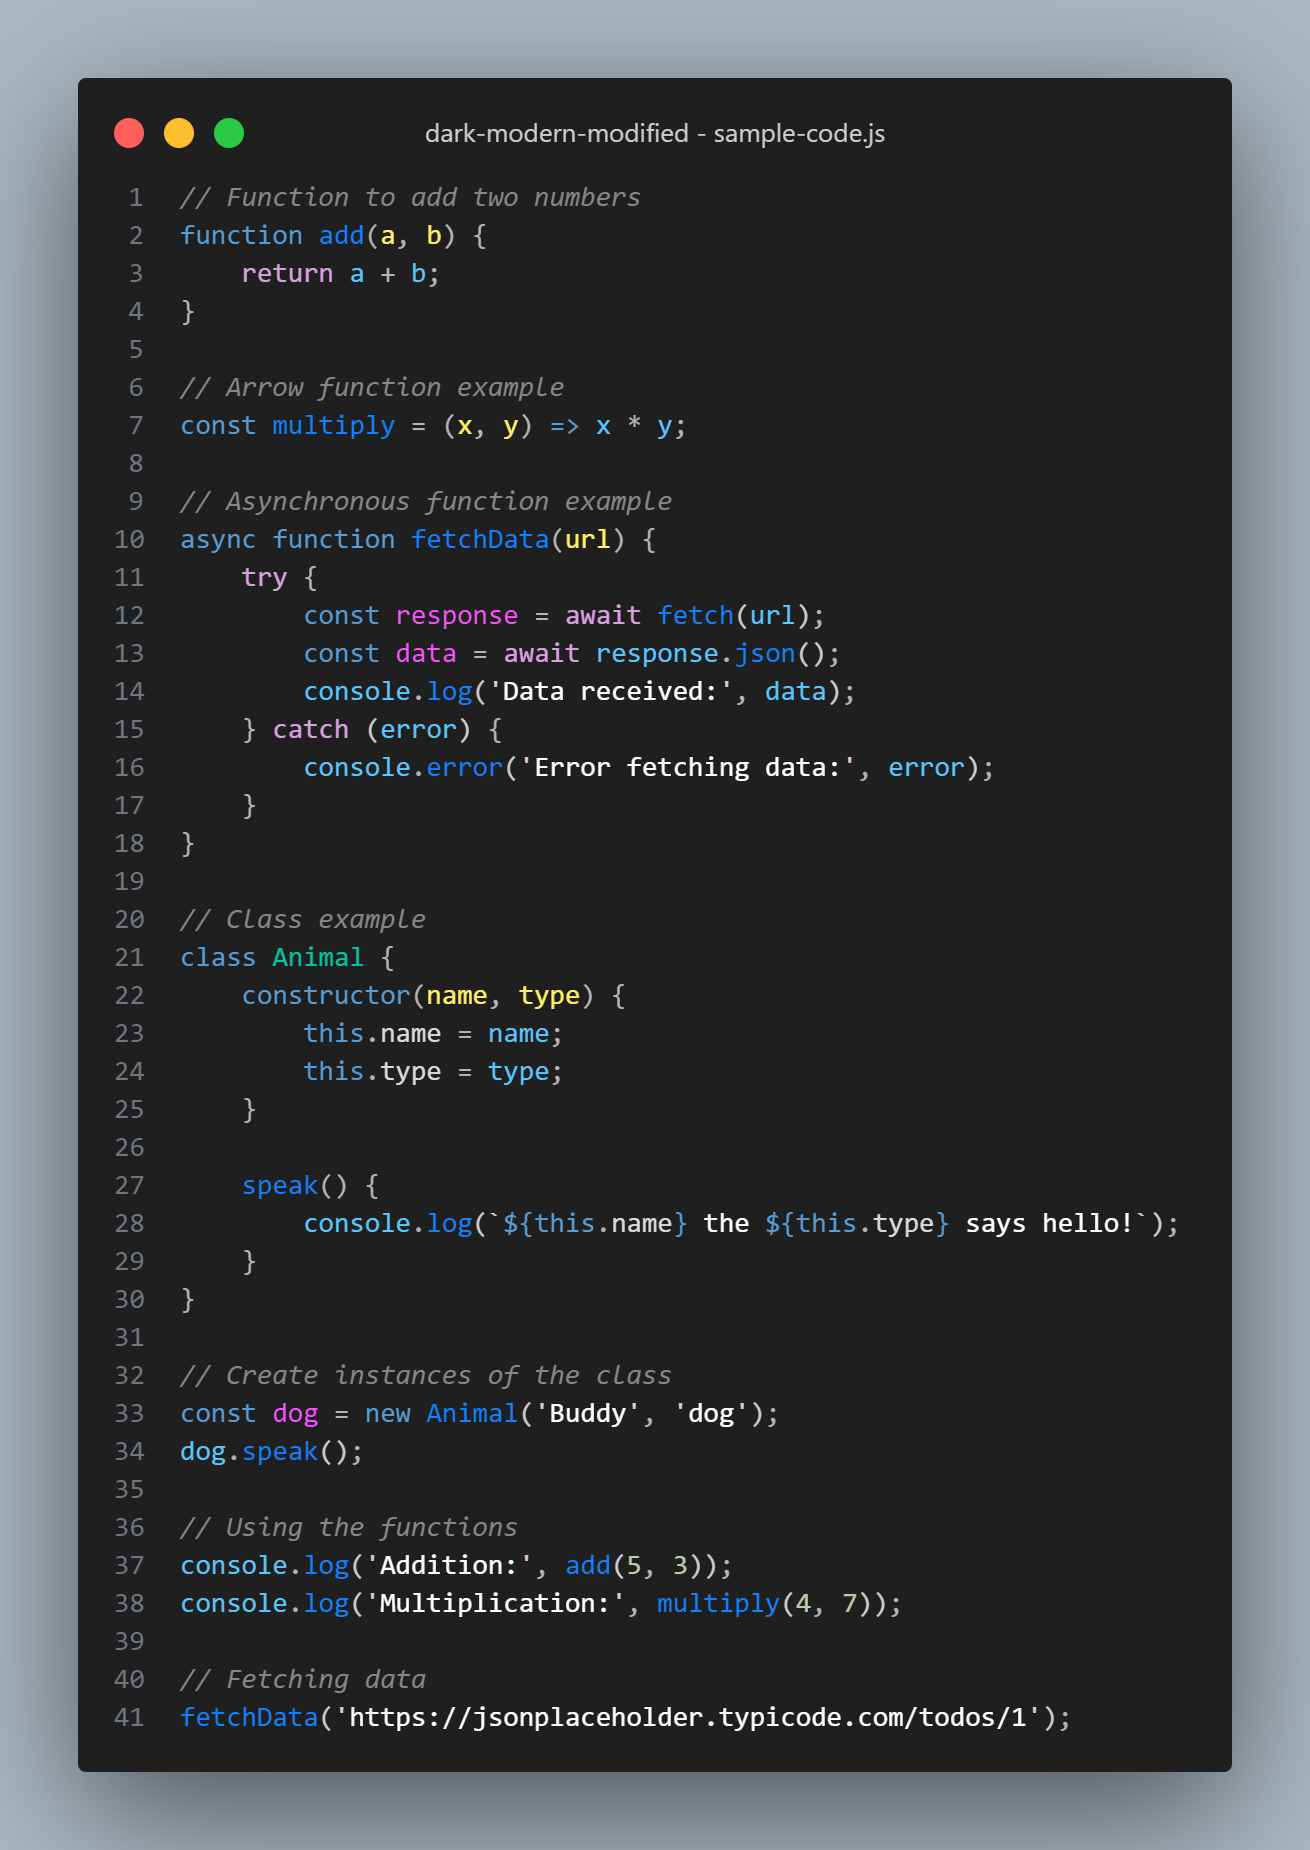 dark-modern-modified - sample-code.js
1 // Function to add two numbers
2 function add(a, b) {
3     return a + b;
4 }
5
6 // Arrow function example
7 const multiply = (x, y) => x * y;
8
9 // Asynchronous function example
10 async function fetchData(url) {
11     try {
12         const response = await fetch(url);
13         const data = await response.json();
14         console.log('Data received:', data);
15     } catch (error) {
16         console.error('Error fetching data:', error);
17     }
18 }
19
20 // Class example
21 class Animal {
22     constructor(name, type) {
23         this.name = name;
24         this.type = type;
25     }
26
27     speak() {
28         console.log(`${this.name} the ${this.type} says hello!`);
29     }
30 }
31
32 // Create instances of the class
33 const dog = new Animal('Buddy', 'dog');
34 dog.speak();
35
36 // Using the functions
37 console.log('Addition:', add(5, 3));
38 console.log('Multiplication:', multiply(4, 7));
39
40 // Fetching data
41 fetchData('https://jsonplaceholder.typicode.com/todos/1');